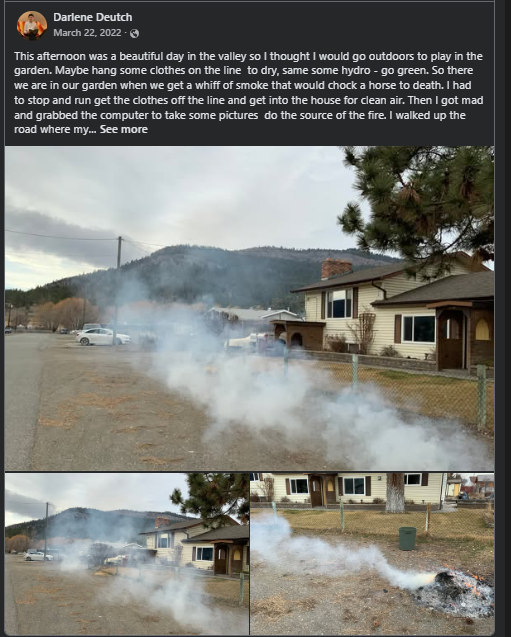 Darlene Deutch
March 22, 2022 ·
This afternoon was a beautiful day in the valley so I thought I would go outdoors to play in the
garden. Maybe hang some clothes on the line to dry, same some hydro - go green. So there
we are in our garden when we get a whiff of smoke that would chock a horse to death. I had
to stop and run get the clothes off the line and get into the house for clean air. Then I got mad
and grabbed the computer to take some pictures do the source of the fire. I walked up the
road where my... See more